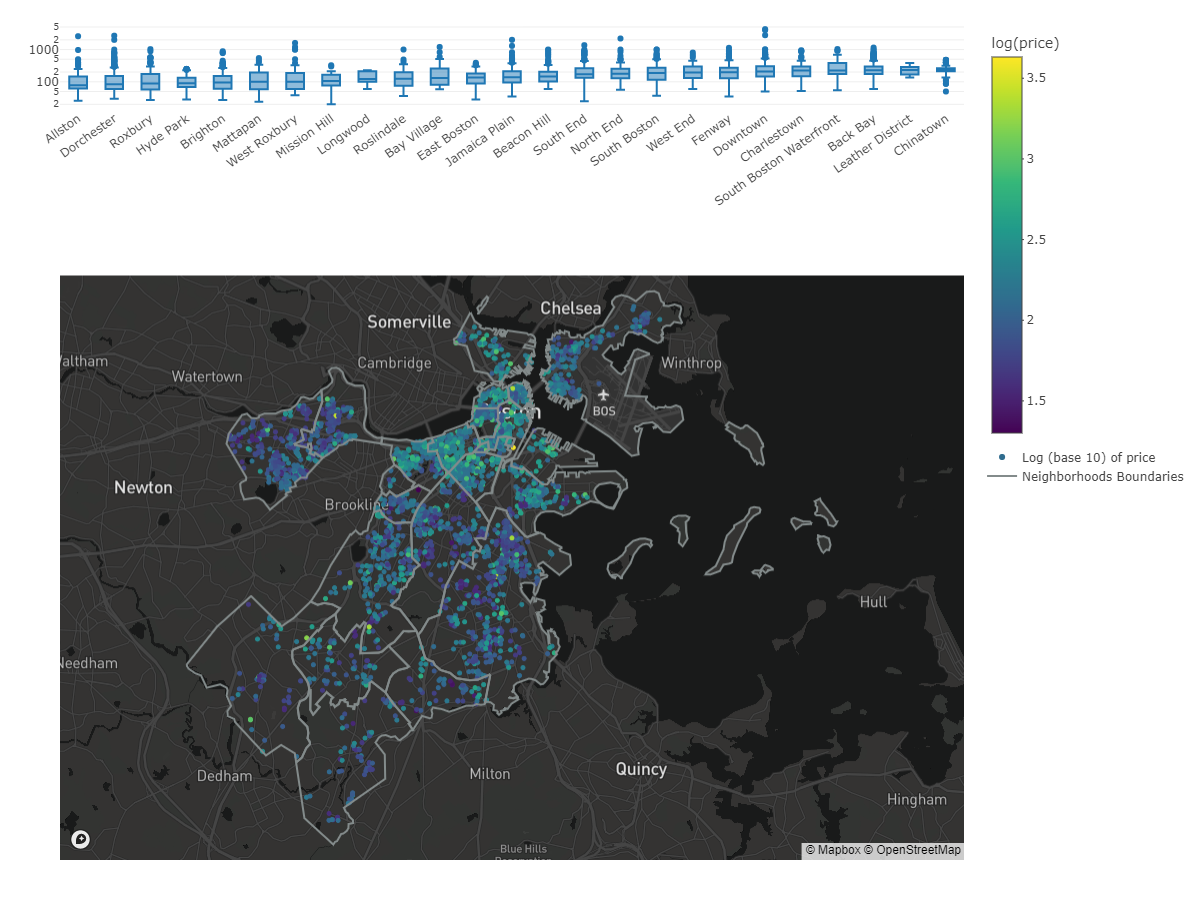 5
2
1000
5
2
100
5
2
Allston
Dorchester
Roxbury
Hyde Park
Brighton
Mattapan
West Roxbury
Mission Hill
Longwood
Roslindale
Bay Village
East Boston
Jamaica Plain
Beacon Hill
South End
North End
South Boston
West End
Fenway
Downtown
Charlestown
South Boston Waterfront
Back Bay
Leather District
Chinatown
log(price)
3.5
3
2.5
2
1.5
Log (base 10) of price
Neighborhoods Boundaries
Chelsea
Somerville
Cambridge
Winthrop
Watertown
BOS
Newton
Brookline
Hull
Dedham
Milton
Quincy
Hingham
Blue Hills
© Mapbox © OpenStreetMap